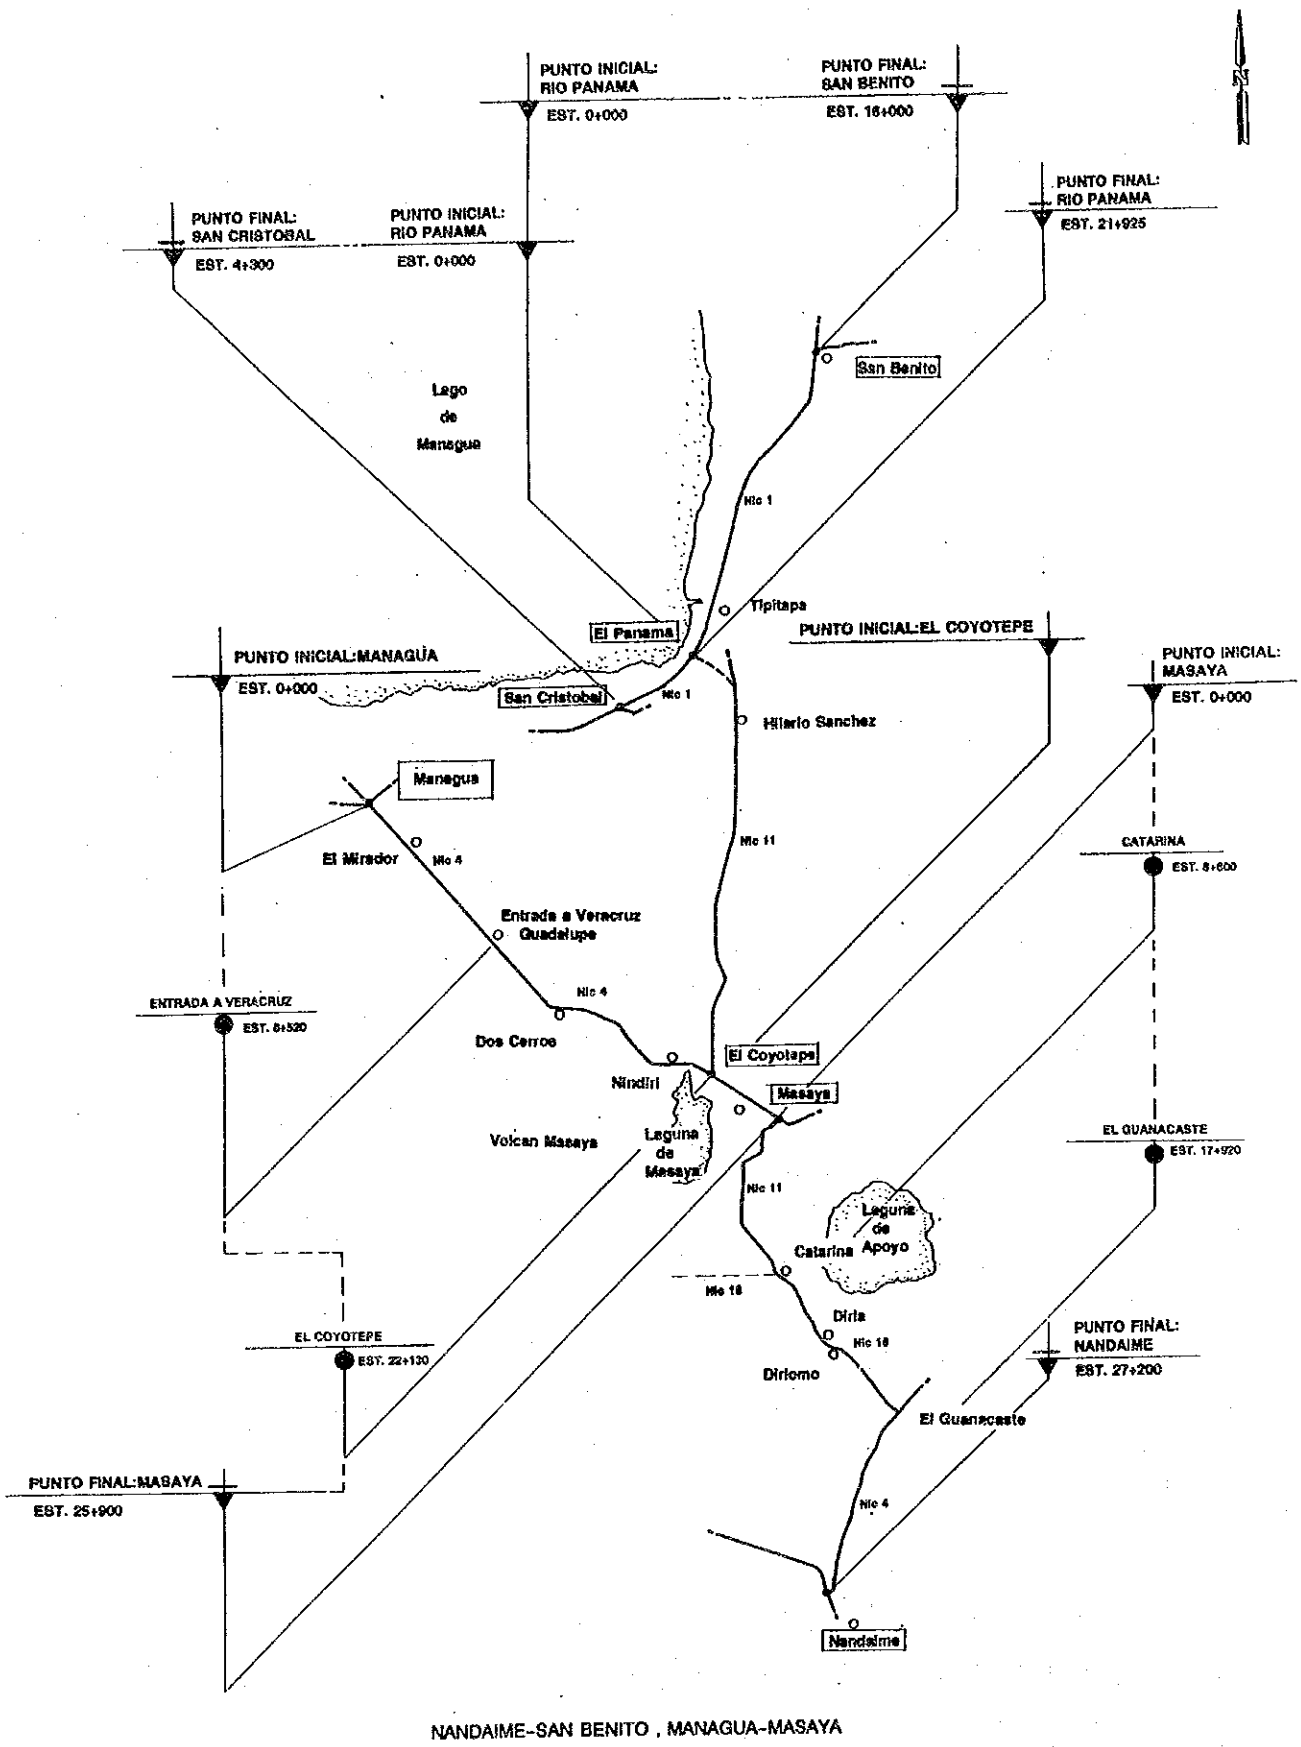 PUNTO INICIAL:
RIO PANAMA
EST. 0+000
PUNTO FINAL:
SAN BENITO
EST. 16+000
N
PUNTO FINAL:
RIO PANAMA
EST. 21+925
PUNTO FINAL:
SAN CRISTOBAL
EST. 4+300
PUNTO INICIAL:
RIO PANAMA
EST. 0+000
Lago
de
Managua
San Benito
Nic 1
Tipitapa
El Panama
PUNTO INICIAL:EL COYOTEPE
PUNTO INICIAL:MANAGUA
EST. 0+000
PUNTO INICIAL:
MASAYA
EST. 0+000
San Cristobal
Nic 1
Hilario Sanchez
Managua
El Mirador
Nic 4
Nic 11
CATARINA
EST. 8+600
Entrada a Veracruz
Guadalupe
ENTRADA A VERACRUZ
EST. 8+520
Nic 4
Dos Cerros
El Coyotepe
Nindiri
Masaya
Volcan Masaya
Laguna
de
Masaya
EL GUANACASTE
EST. 17+920
Nic 11
Laguna
de
Apoyo
Catarina
Nic 18
Diria
Nic 18
Diriomo
EL COYOTEPE
EST. 22+130
PUNTO FINAL:
NANDAIME
EST. 27+200
El Guanacaste
PUNTO FINAL:MASAYA
EST. 25+900
Nic 4
Nandaime
NANDAIME-SAN BENITO , MANAGUA-MASAYA